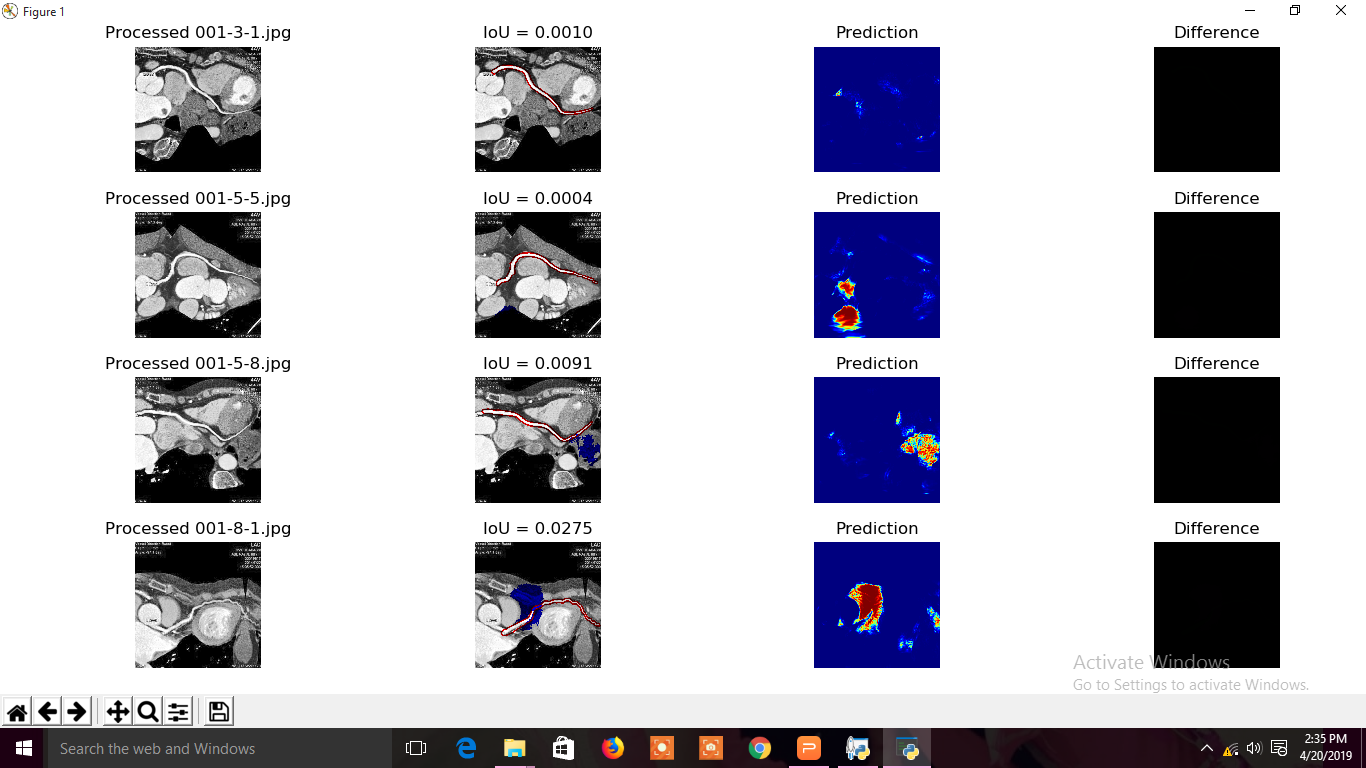 Figure 1
Processed 001-3-1.jpg
IoU = 0.0010
Prediction
Difference
Processed 001-5-5.jpg
IoU = 0.0004
Prediction
Difference
Processed 001-5-8.jpg
IoU = 0.0091
Prediction
Difference
Processed 001-8-1.jpg
IoU = 0.0275
Prediction
Difference
Activate Windows
Go to Settings to activate Windows.
Search the web and Windows
2:35 PM
4/20/2019